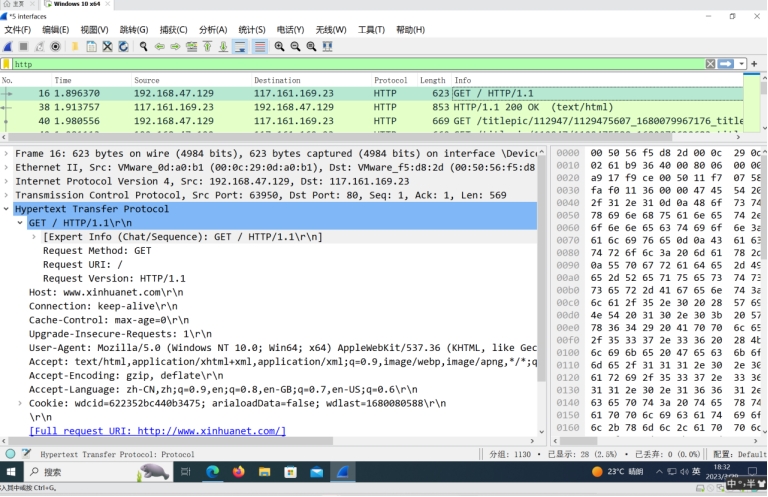 主页 Windows 10 x64
*5 interfaces
文件(F) 编辑(E) 视图(V) 跳转(G) 捕获(C) 分析(A) 统计(S) 电话(Y) 无线(W) 工具(T) 帮助(H)
http
No. Time Source Destination Protocol Length Info
16 1.896370 192.168.47.129 117.161.169.23 HTTP 623 GET / HTTP/1.1
38 1.913757 117.161.169.23 192.168.47.129 HTTP 853 HTTP/1.1 200 OK (text/html)
40 1.980556 192.168.47.129 117.161.169.23 HTTP 669 GET /titlepic/112947/1129475607_1680079967176_title
Frame 16: 623 bytes on wire (4984 bits), 623 bytes captured (4984 bits) on interface \Device
Ethernet II, Src: VMware_0d:a0:b1 (00:0c:29:0d:a0:b1), Dst: VMware_f5:d8:2d (00:50:56:f5:d8
Internet Protocol Version 4, Src: 192.168.47.129, Dst: 117.161.169.23
Transmission Control Protocol, Src Port: 63950, Dst Port: 80, Seq: 1, Ack: 1, Len: 569
Hypertext Transfer Protocol
GET / HTTP/1.1\r\n
[Expert Info (Chat/Sequence): GET / HTTP/1.1\r\n]
Request Method: GET
Request URI: /
Request Version: HTTP/1.1
Host: www.xinhuanet.com\r\n
Connection: keep-alive\r\n
Cache-Control: max-age=0\r\n
Upgrade-Insecure-Requests: 1\r\n
User-Agent: Mozilla/5.0 (Windows NT 10.0; Win64; x64) AppleWebKit/537.36 (KHTML, like Gec
Accept: text/html,application/xhtml+xml,application/xml;q=0.9,image/webp,image/apng,*/*;q
Accept-Encoding: gzip, deflate\r\n
Accept-Language: zh-CN,zh;q=0.9,en;q=0.8,en-GB;q=0.7,en-US;q=0.6\r\n
Cookie: wdcid=622352bc440b3475; arialoadData=false; wdlast=1680080588\r\n
\r\n
[Full request URI: http://www.xinhuanet.com/]
0000 00 50 56 f5 d8 2d 00 0c 29 0d
0010 02 61 b9 36 40 00 80 06 00 00
0020 a9 17 f9 ce 00 50 11 f7 07 58
0030 fa f0 11 36 00 00 47 45 54 20
0040 2f 31 2e 31 0d 0a 48 6f 73 74
0050 78 69 6e 68 75 61 6e 65 74 2e
0060 6f 6e 6e 65 63 74 69 6f 6e 3a
0070 61 6c 69 76 65 0d 0a 43 61 63
0080 74 72 6f 6c 3a 20 6d 61 78 2d
0090 0a 55 70 67 72 61 64 65 2d 49
00a0 65 2d 52 65 71 75 65 73 74 73
00b0 73 65 72 2d 41 67 65 6e 74 3a
00c0 6c 61 2f 35 2e 30 20 28 57 69
00d0 4e 54 20 31 30 2e 30 3b 20 57
00e0 78 36 34 29 20 41 70 70 6c 65
00f0 2f 35 33 37 2e 33 36 20 28 4b
0100 6c 69 6b 65 20 47 65 63 6b 6f
0110 6d 65 2f 31 31 31 2e 30 2e 30
0120 61 72 69 2f 35 33 37 2e 33 36
0130 31 31 2e 30 2e 31 36 36 31 2e
0140 63 65 70 74 3a 20 74 65 78 74
0150 61 70 70 6c 69 63 61 74 69 6f
0160 6c 2b 78 6d 6c 2c 61 70 70 6c
Hypertext Transfer Protocol: Protocol 分组: 1130 • 已显示: 28 (2.5%) • 已丢弃: 0 (0.0%) 配置: Default
搜索 23°C 晴朗 英 18:32
中 半